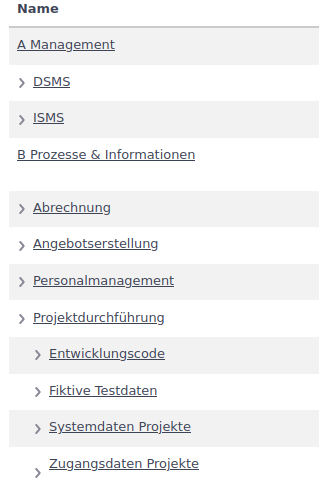 Name
A Management
DSMS
ISMS
B Prozesse & Informationen
Abrechnung
Angebotserstellung
Personalmanagement
Projektdurchführung
Entwicklungscode
Fiktive Testdaten
Systemdaten Projekte
Zugangsdaten Projekte